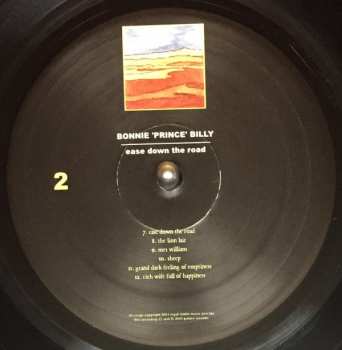 BONNIE 'PRINCE' BILLY
ease down the road
2
7. ease down the road
8. the lion lair
9. mrs william
10. sheep
11. grand dark feeling of emptiness
12. rich wife full of happiness